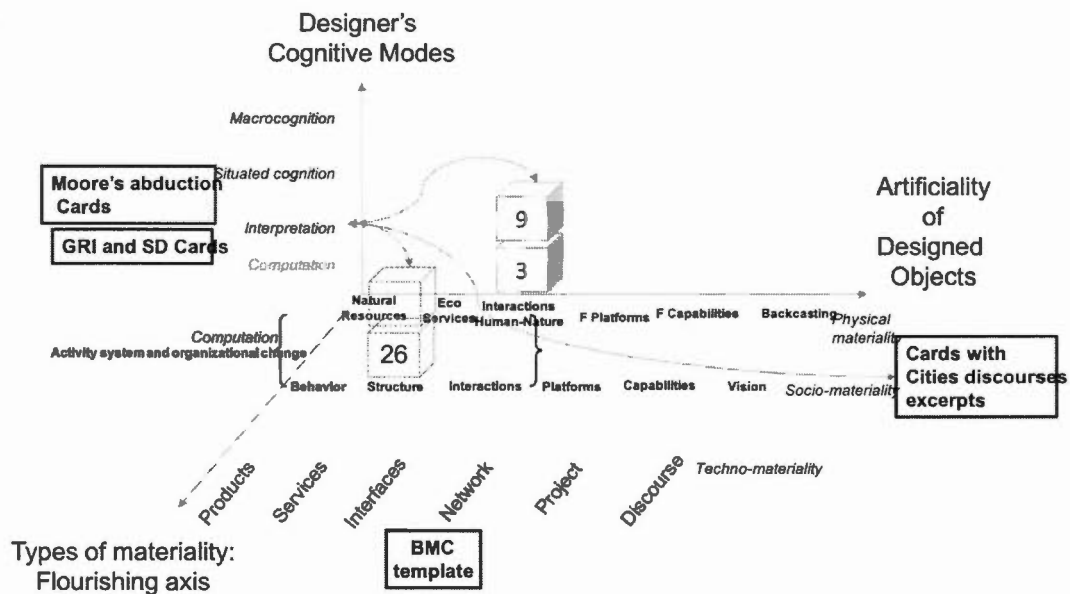 Designer's
Cognitive Modes
Macrocognition
Situated cognition
Moore's abduction
Cards
Interpretation
GRI and SD Cards
Computation
9
3
Artificiality
of
Designed
Objects
Natural
Resources
Eco
Services
Interactions
Human-Nature
F Platforms
F Capabilities
Backcasting
Physical
materiality
Computation
Activity system and organizational change
26
Behavior
Structure
Interactions
Platforms
Capabilities
Vision
Socio-materiality
Cards with
Cities discourses
excerpts
Products
Services
Interfaces
Network
Project
Discourse
Techno-materiality
Types of materiality:
Flourishing axis
BMC
template